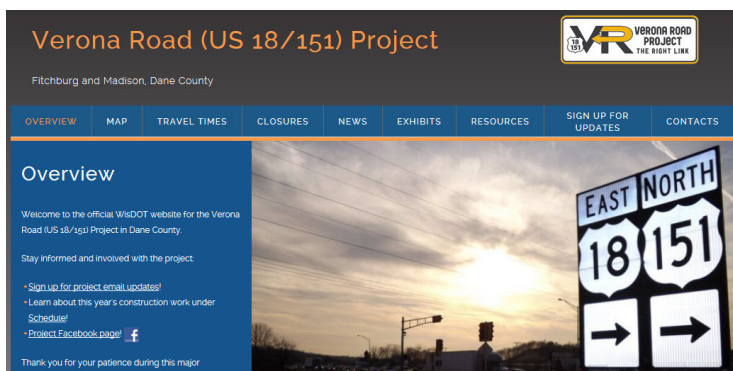 Verona Road (US 18/151) Project
18
151
VR
VERONA ROAD
PROJECT
THE RIGHT LINK
Fitchburg and Madison, Dane County
OVERVIEW
MAP
TRAVEL TIMES
CLOSURES
NEWS
EXHIBITS
RESOURCES
SIGN UP FOR
UPDATES
CONTACTS
Overview
Welcome to the official WisDOT website for the Verona
Road (US 18/151) Project in Dane County.
Stay informed and involved with the project:
• Sign up for project email updates!
• Learn about this year's construction work under
Schedule!
• Project Facebook page! f
Thank you for your patience during this major
EAST NORTH
18 151